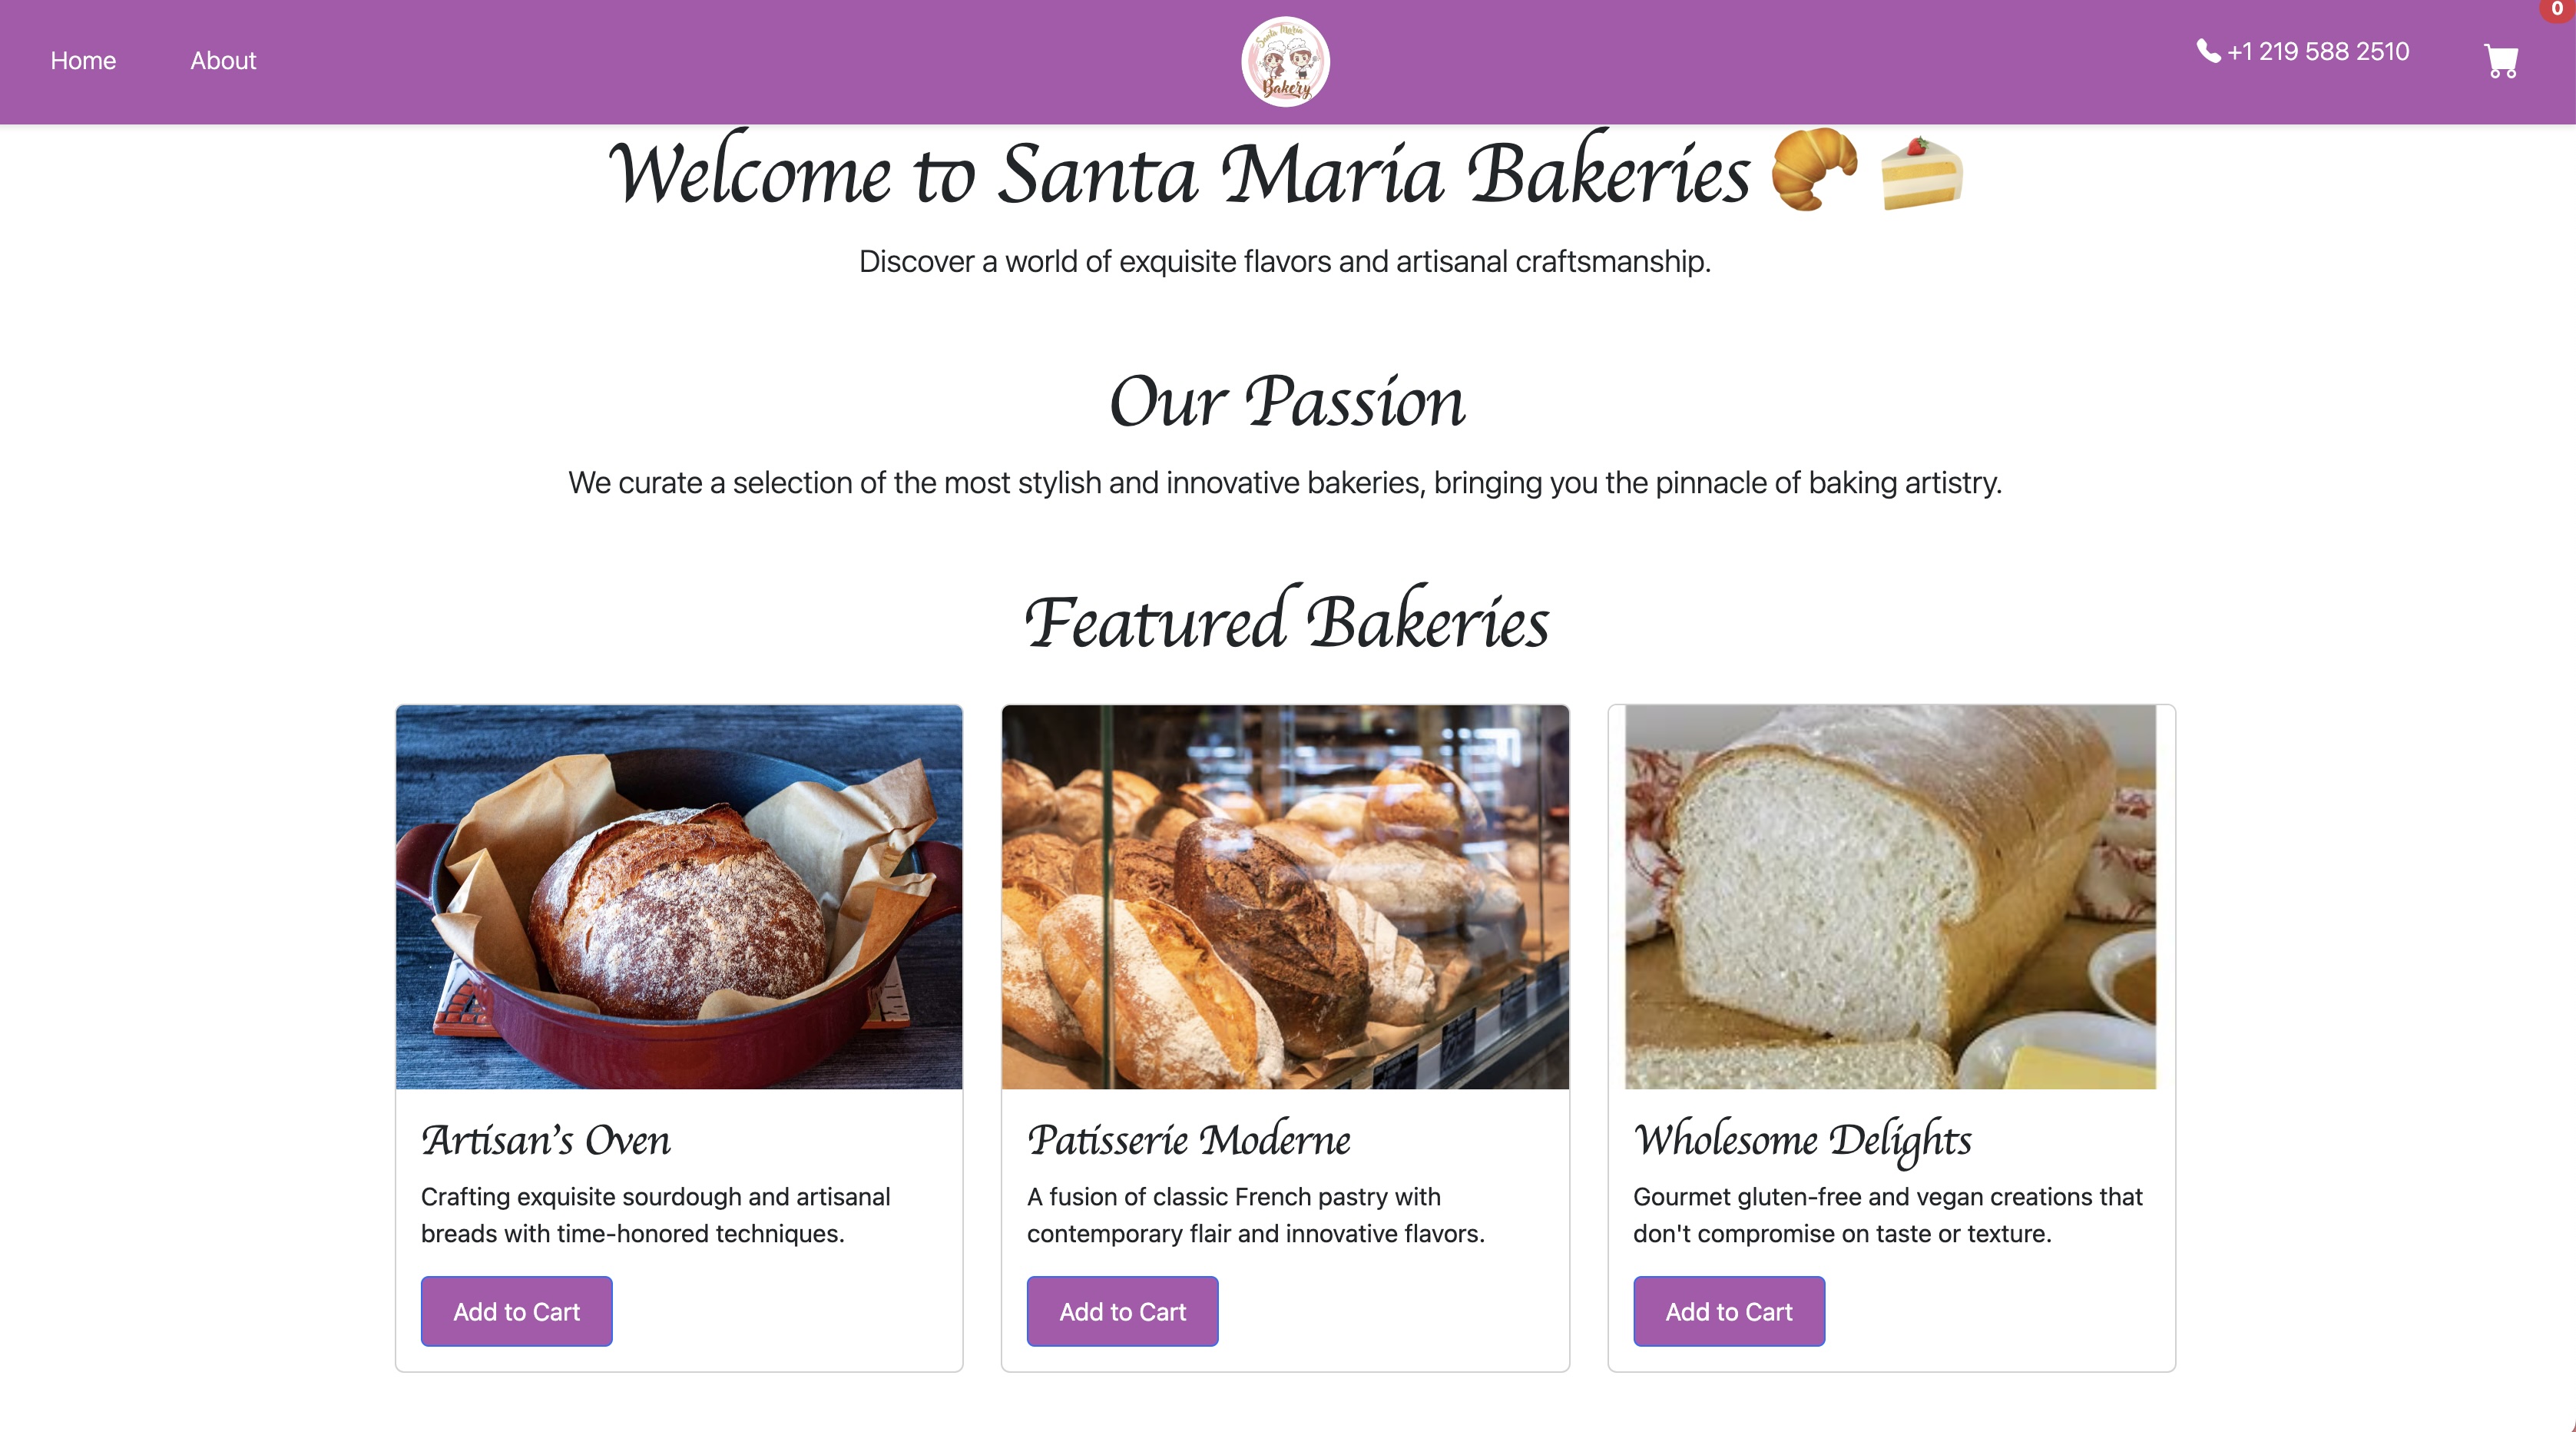 Home
About
Santa Maria
Bakery
+1 219 588 2510
0
Welcome to Santa Maria Bakeries 🥐 🍰
Discover a world of exquisite flavors and artisanal craftsmanship.
Our Passion
We curate a selection of the most stylish and innovative bakeries, bringing you the pinnacle of baking artistry.
Featured Bakeries
Artisan's Oven
Crafting exquisite sourdough and artisanal
breads with time-honored techniques.
Add to Cart
Patisserie Moderne
A fusion of classic French pastry with
contemporary flair and innovative flavors.
Add to Cart
Wholesome Delights
Gourmet gluten-free and vegan creations that
don't compromise on taste or texture.
Add to Cart